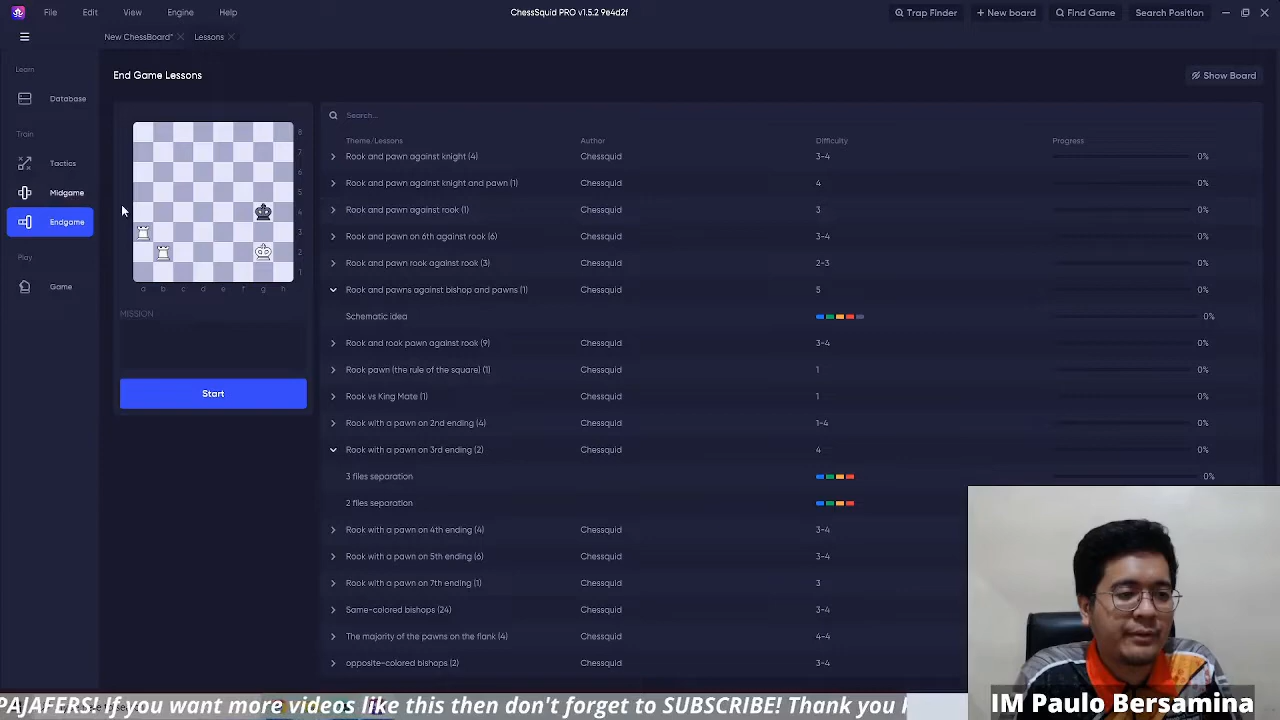 File Edit View Engine Help
ChessSquid PRO v1.5.2 9e4d2f
Trap Finder + New board Find Game Search Position
New ChessBoard* Lessons
Learn
Database
Train
Tactics
Midgame
Endgame
Play
Game
End Game Lessons
Show Board
8
7
6
5
4
3
2
1
a b c d e f g h
MISSION
Start
Search...
Theme/Lessons Author Difficulty Progress
Rook and pawn against knight (4) Chessquid 3-4 0%
Rook and pawn against knight and pawn (1) Chessquid 4 0%
Rook and pawn against rook (1) Chessquid 3 0%
Rook and pawn on 6th against rook (6) Chessquid 3-4 0%
Rook and pawn rook against rook (3) Chessquid 2-3 0%
Rook and pawns against bishop and pawns (1) Chessquid 5 0%
Schematic idea 0%
Rook and rook pawn against rook (9) Chessquid 3-4 0%
Rook pawn (the rule of the square) (1) Chessquid 1 0%
Rook vs King Mate (1) Chessquid 1 0%
Rook with a pawn on 2nd ending (4) Chessquid 1-4 0%
Rook with a pawn on 3rd ending (2) Chessquid 4 0%
3 files separation 0%
2 files separation
Rook with a pawn on 4th ending (4) Chessquid 3-4
Rook with a pawn on 5th ending (6) Chessquid 3-4
Rook with a pawn on 7th ending (1) Chessquid 3
Same-colored bishops (24) Chessquid 3-4
The majority of the pawns on the flank (4) Chessquid 4-4
opposite-colored bishops (2) Chessquid 3-4
PAJAFERS! If you want more videos like this then don't forget to SUBSCRIBE! Thank you
IM Paulo Bersamina